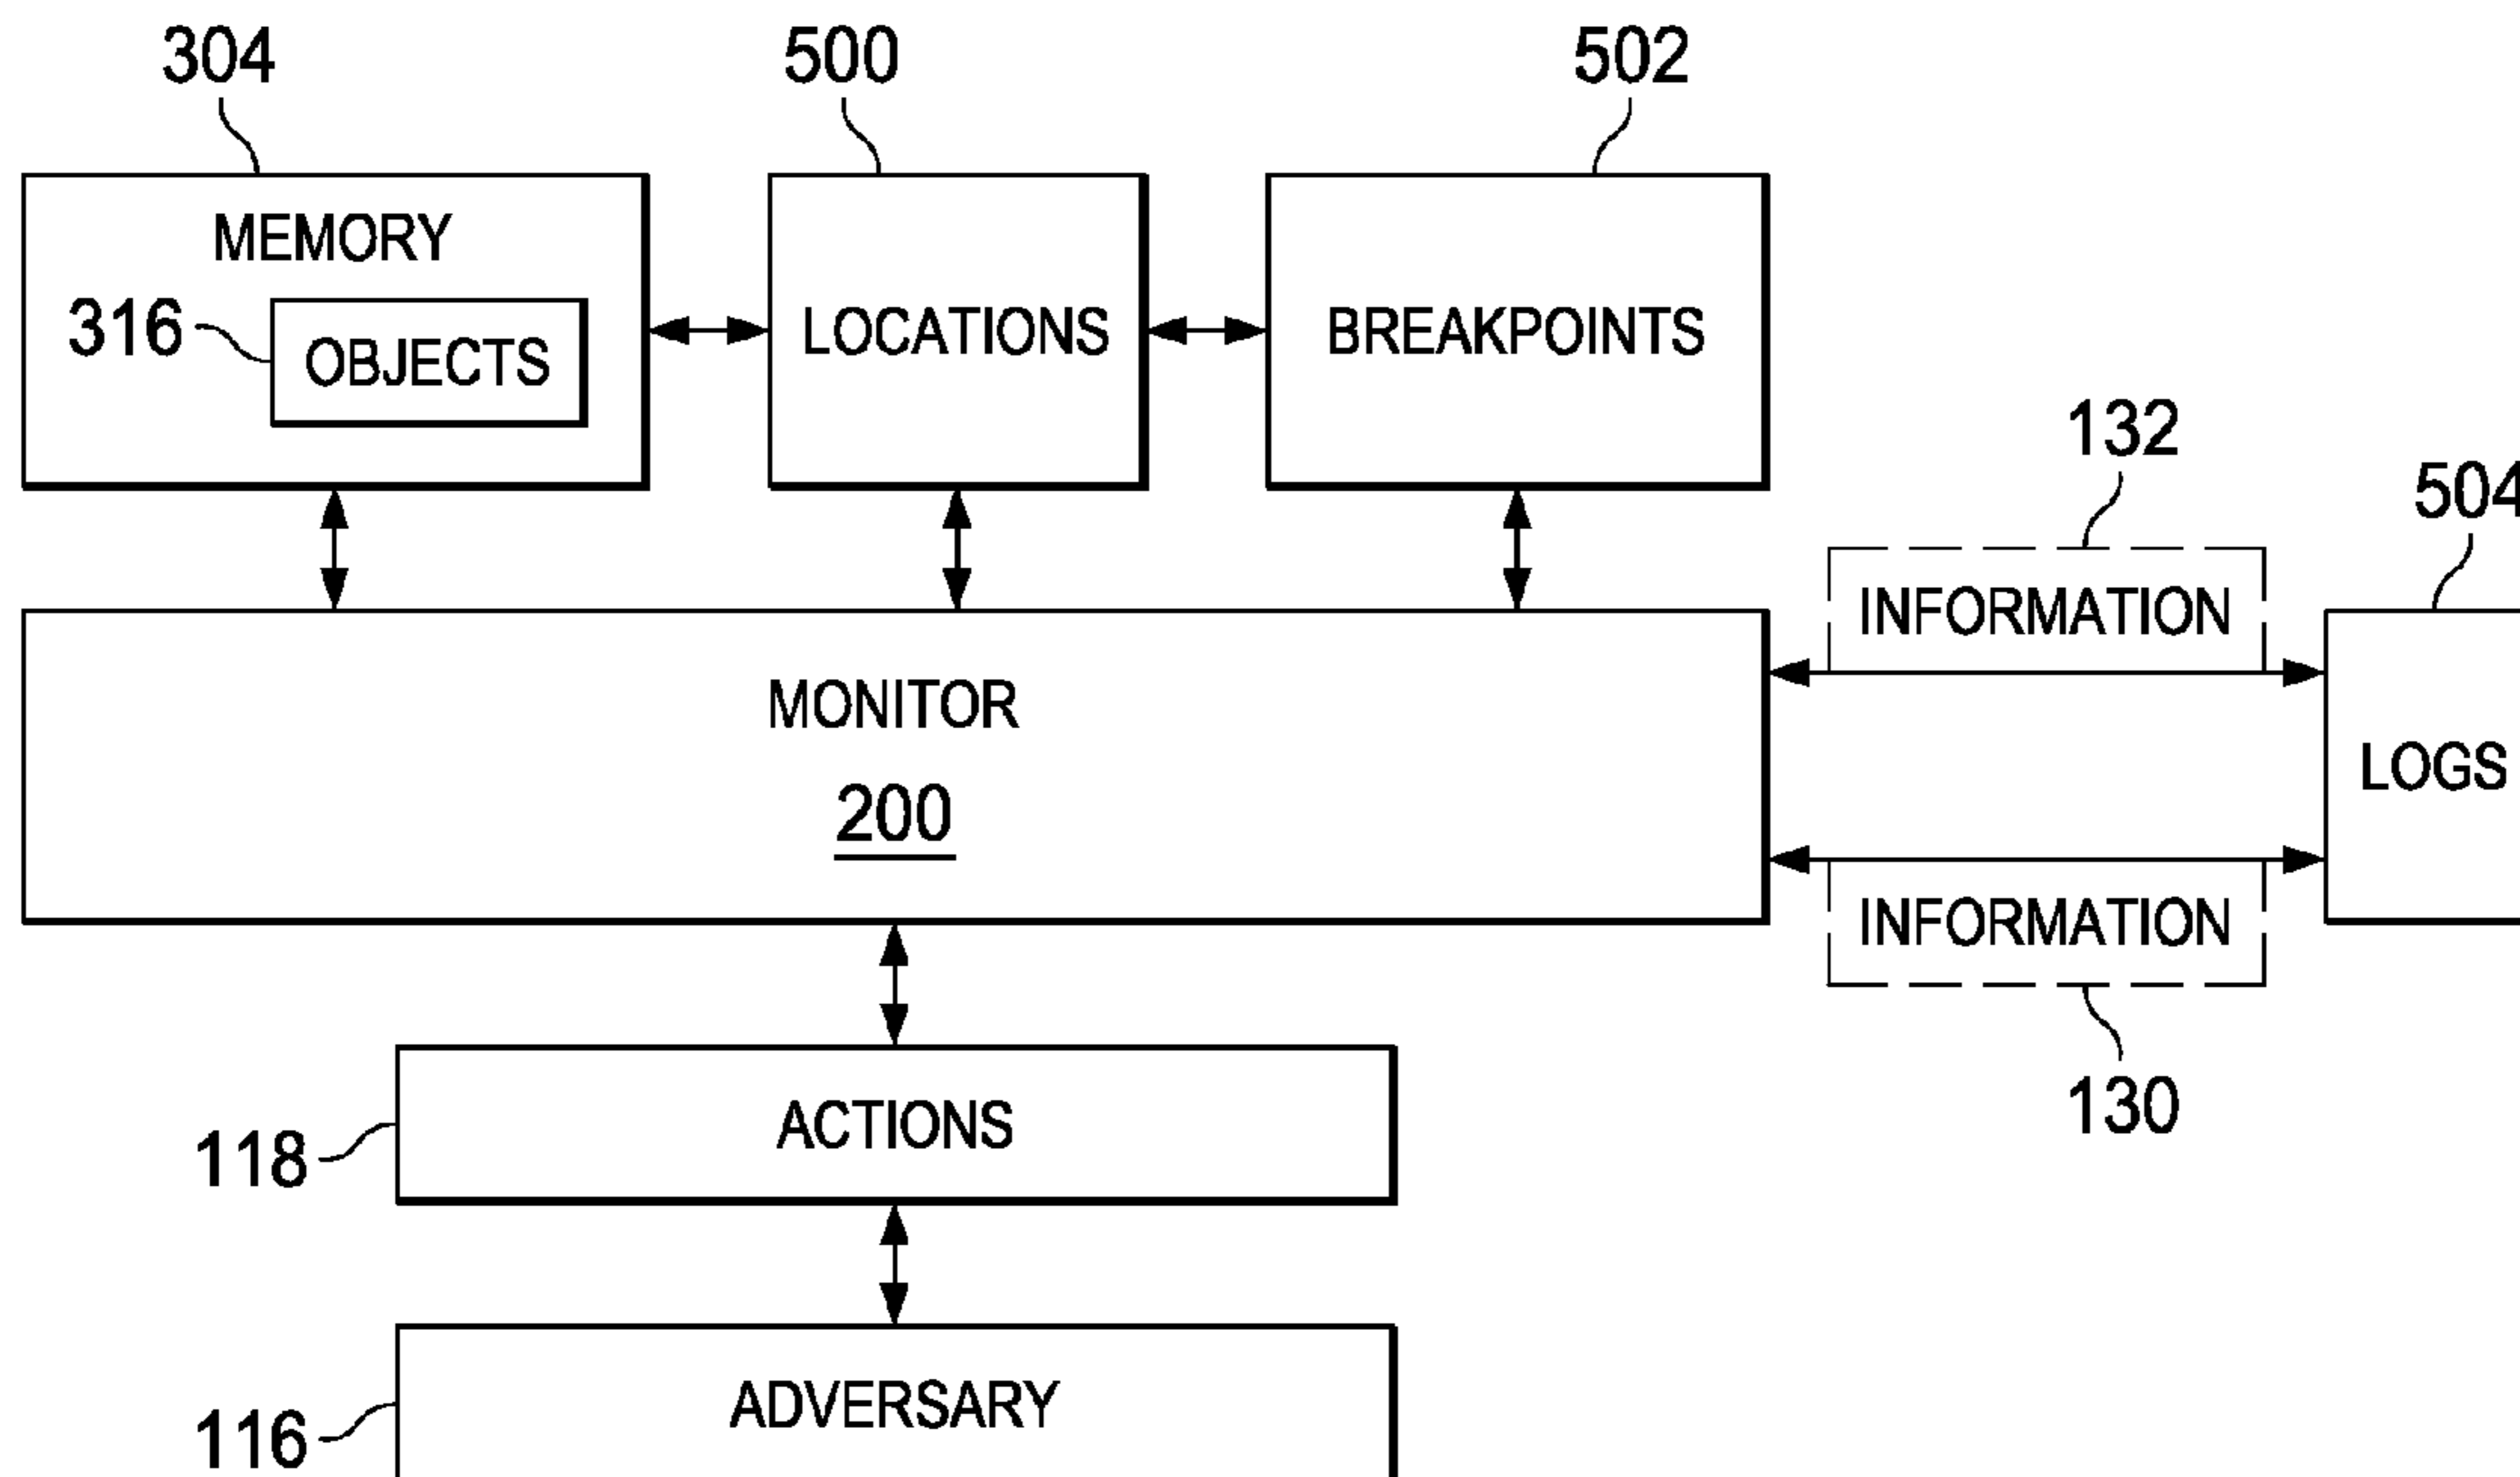 304 500 502
MEMORY
316 OBJECTS
LOCATIONS
BREAKPOINTS
132
504
INFORMATION
MONITOR
200
LOGS
INFORMATION
130
118 ACTIONS
116 ADVERSARY